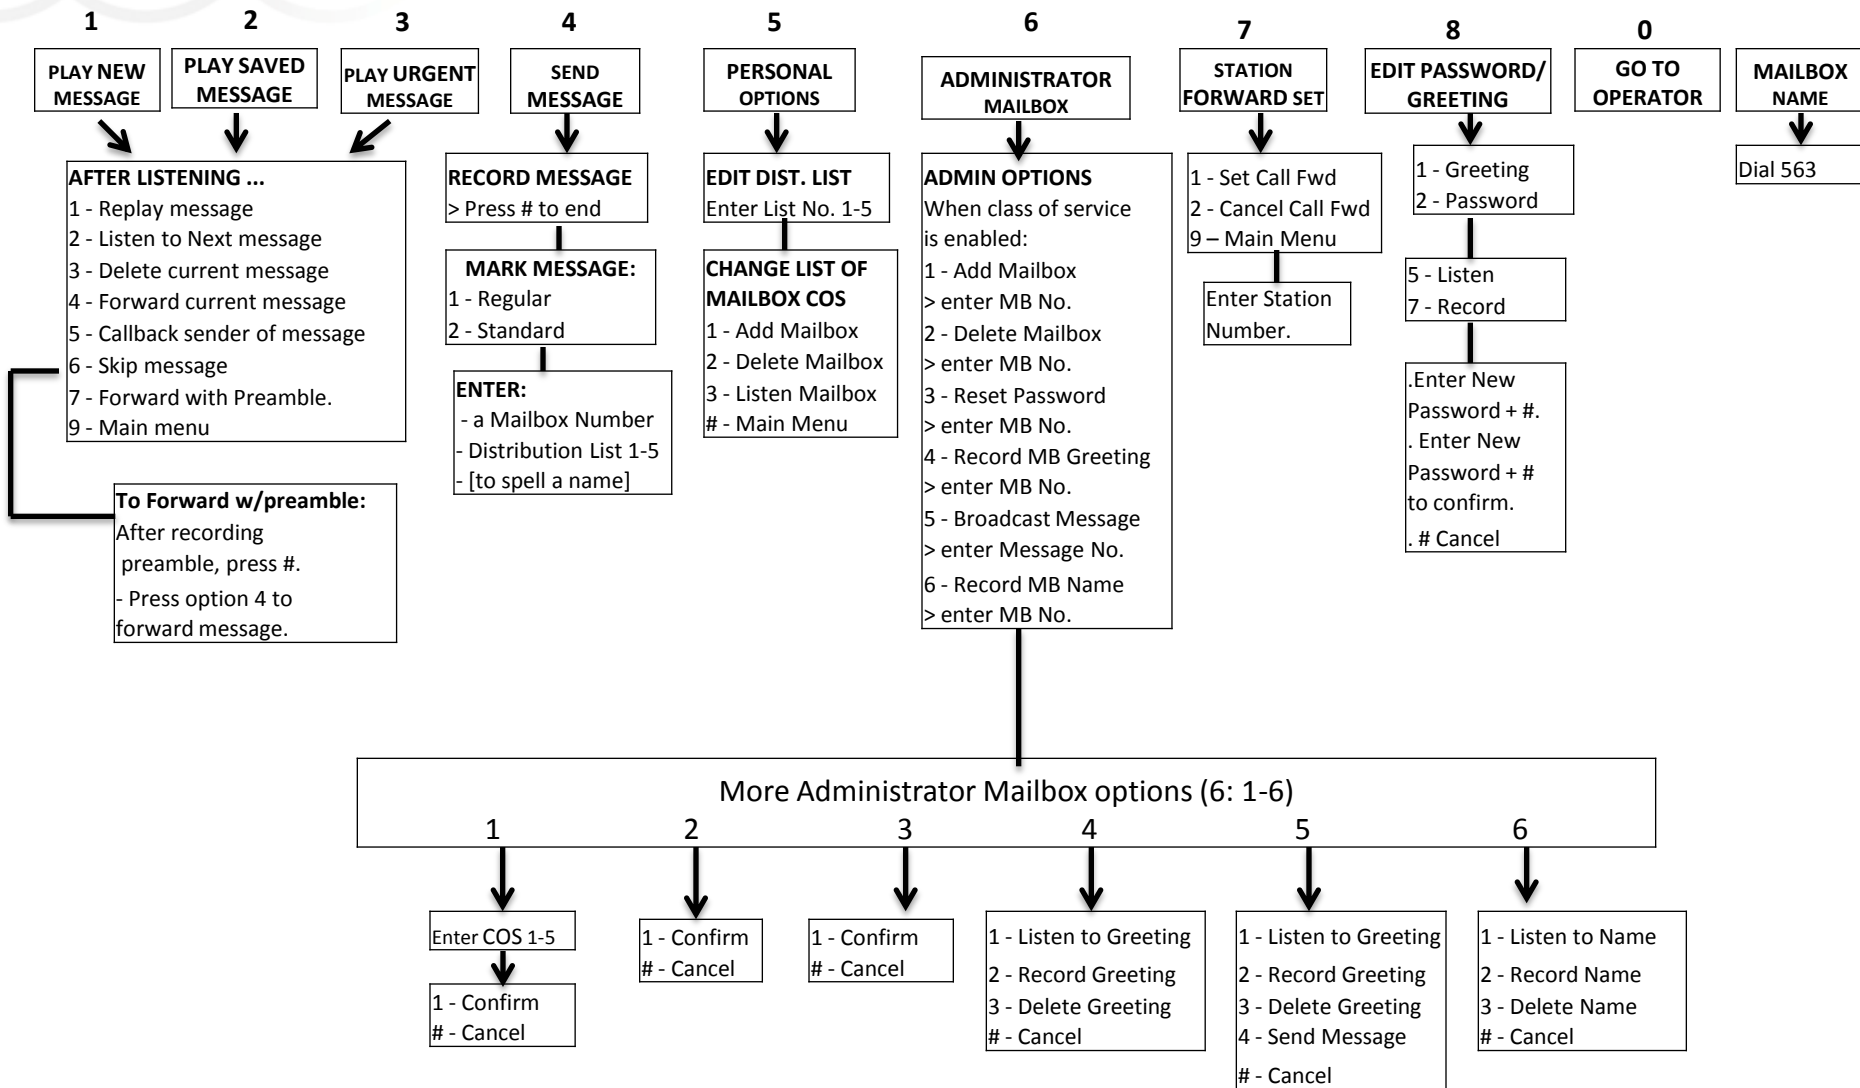 1
2
3
4
5
6
7
8
0
PLAY NEW
MESSAGE
PLAY SAVED
MESSAGE
PLAY URGENT
MESSAGE
SEND
MESSAGE
PERSONAL
OPTIONS
ADMINISTRATOR
MAILBOX
STATION
FORWARD SET
EDIT PASSWORD/
GREETING
GO TO
OPERATOR
MAILBOX
NAME
AFTER LISTENING ...
1 - Replay message
2 - Listen to Next message
3 - Delete current message
4 - Forward current message
5 - Callback sender of message
6 - Skip message
7 - Forward with Preamble.
9 - Main menu
To Forward w/preamble:
After recording
preamble, press #.
- Press option 4 to
forward message.
RECORD MESSAGE
> Press # to end
MARK MESSAGE:
1 - Regular
2 - Standard
ENTER:
- a Mailbox Number
- Distribution List 1-5
- [to spell a name]
EDIT DIST. LIST
Enter List No. 1-5
CHANGE LIST OF
MAILBOX COS
1 - Add Mailbox
2 - Delete Mailbox
3 - Listen Mailbox
# - Main Menu
ADMIN OPTIONS
When class of service
is enabled:
1 - Add Mailbox
> enter MB No.
2 - Delete Mailbox
> enter MB No.
3 - Reset Password
> enter MB No.
4 - Record MB Greeting
> enter MB No.
5 - Broadcast Message
> enter Message No.
6 - Record MB Name
> enter MB No.
1 - Set Call Fwd
2 - Cancel Call Fwd
9 – Main Menu
Enter Station
Number.
1 - Greeting
2 - Password
5 - Listen
7 - Record
.Enter New
Password + #.
. Enter New
Password + #
to confirm.
. # Cancel
Dial 563
More Administrator Mailbox options (6: 1-6)
1
2
3
4
5
6
Enter COS 1-5
1 - Confirm
# - Cancel
1 - Confirm
# - Cancel
1 - Confirm
# - Cancel
1 - Listen to Greeting
2 - Record Greeting
3 - Delete Greeting
# - Cancel
1 - Listen to Greeting
2 - Record Greeting
3 - Delete Greeting
4 - Send Message
# - Cancel
1 - Listen to Name
2 - Record Name
3 - Delete Name
# - Cancel